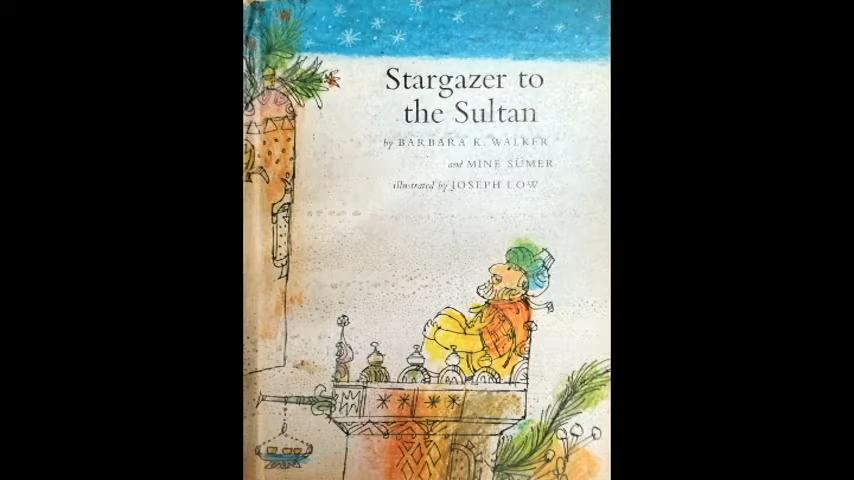 Stargazer to
the Sultan
by BARBARA K. WALKER
and MINE SÜMER
illustrated by JOSEPH LOW